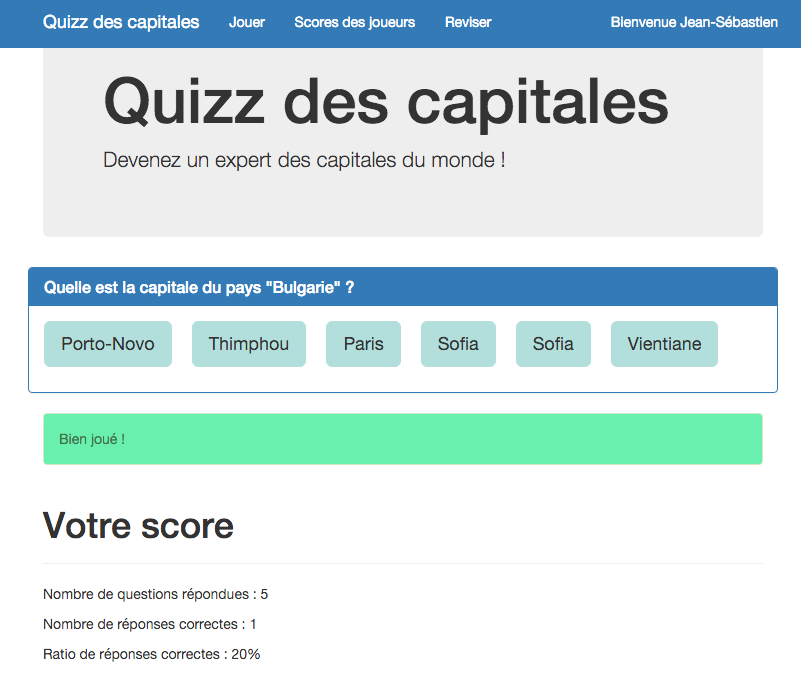 Quizz des capitales Jouer Scores des joueurs Reviser Bienvenue Jean-Sébastien
Quizz des capitales
Devenez un expert des capitales du monde !
Quelle est la capitale du pays "Bulgarie" ?
Porto-Novo Thimphou Paris Sofia Sofia Vientiane
Bien joué !
Votre score
Nombre de questions répondues : 5
Nombre de réponses correctes : 1
Ratio de réponses correctes : 20%